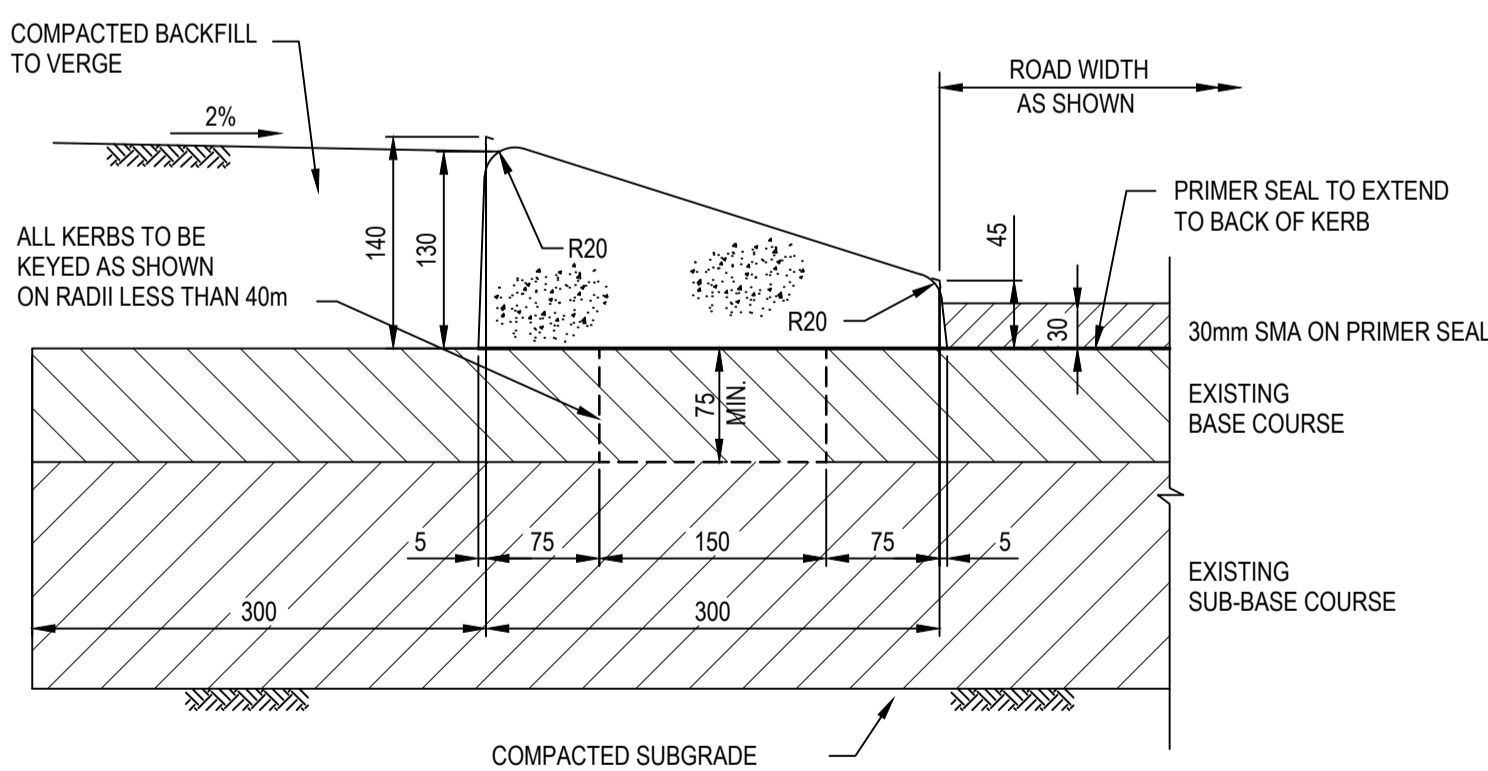 COMPACTED BACKFILL
TO VERGE
ROAD WIDTH
AS SHOWN
2%
PRIMER SEAL TO EXTEND
TO BACK OF KERB
ALL KERBS TO BE
KEYED AS SHOWN
ON RADII LESS THAN 40m
140
130
R20
45
R20
30
30mm SMA ON PRIMER SEAL
75
MIN.
EXISTING
BASE COURSE
5
75
150
75
5
EXISTING
SUB-BASE COURSE
300
300
COMPACTED SUBGRADE